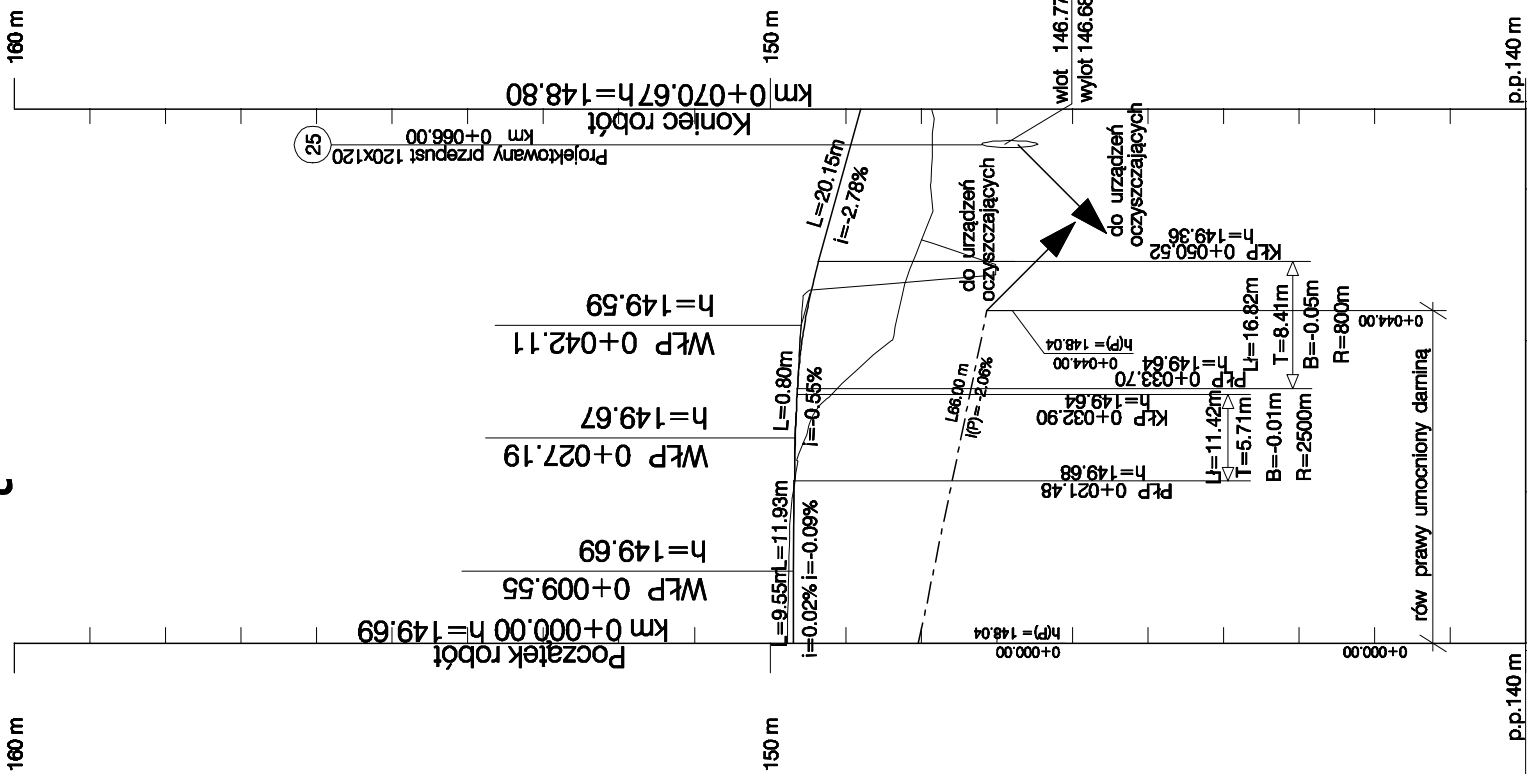 160 m
150 m
p.p.140 m
160 m
150 m
p.p.140 m
Początek robót
km 0+000.00 h=149.69
WŁP 0+009.55
h=149.69
WŁP 0+027.19
h=149.67
WŁP 0+042.11
h=149.59
Koniec robót
km 0+070.67 h=148.80
25
Projektowany przepust 120x120
km 0+066.00
L=9.55m
i=0.02%
L=11.93m
i=-0.09%
L=0.80m
i=-0.55%
L=20.15m
i=-2.78%
wlot 146.77
wylot 146.68
do urządzeń
oczyszczających
do urządzeń
oczyszczających
L66.00 m
i(P)= -2.06%
0+000.00
h(P)= 148.04
0+044.00
h(P)= 148.04
PŁP 0+021.48
h=149.68
KŁP 0+032.90
h=149.64
PŁP 0+033.70
h=149.64
KŁP 0+050.52
h=149.36
Lł=11.42m
T=5.71m
B=-0.01m
R=2500m
Lł=16.82m
T=8.41m
B=-0.05m
R=800m
0+000.00
0+044.00
rów prawy umocniony darniną